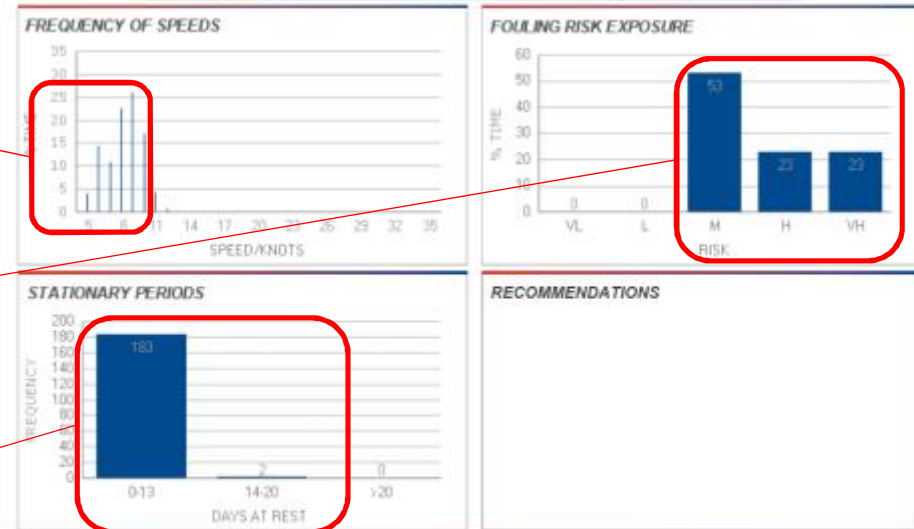 FREQUENCY OF SPEEDS
35
30
25
20
15
10
5
0
% TIME
5 8 11 14 17 20 23 26 29 32 35
SPEED/KNOTS
FOULING RISK EXPOSURE
60
50
40
30
20
10
0
% TIME
0 0 53 23 23
VL L M H VH
RISK
STATIONARY PERIODS
200
180
160
140
120
100
80
60
40
20
0
FREQUENCY
183 2 0
0-13 14-20 >20
DAYS AT REST
RECOMMENDATIONS